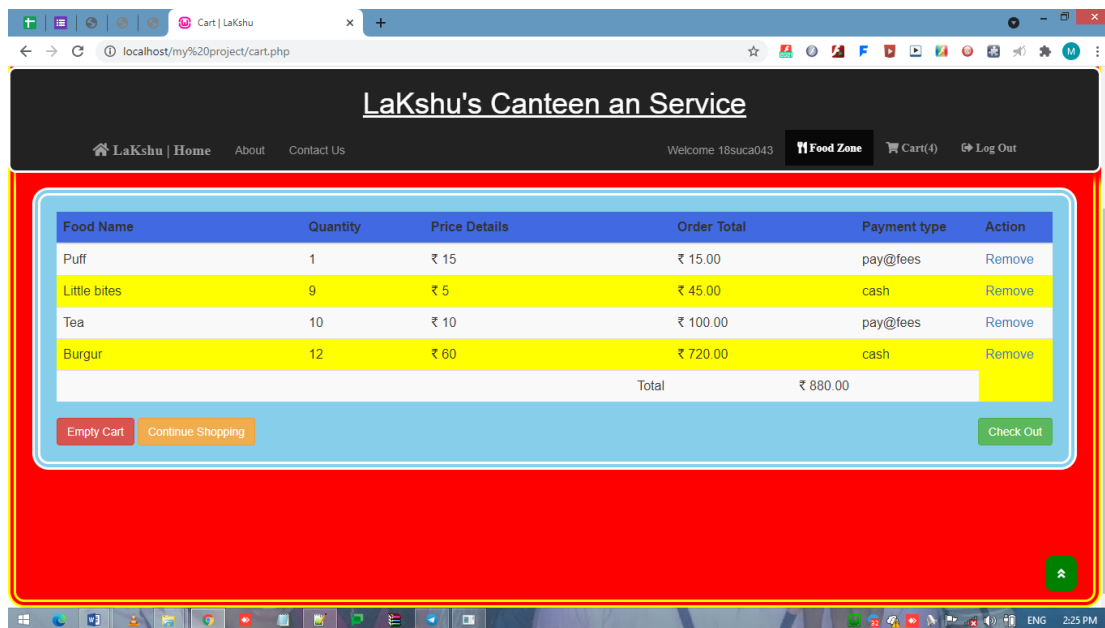 Cart | LaKshu
localhost/my%20project/cart.php
M
LaKshu's Canteen an Service
LaKshu | Home About Contact Us Welcome 18suca043 Food Zone Cart(4) Log Out
Food Name Quantity Price Details Order Total Payment type Action
Puff 1 ₹ 15 ₹ 15.00 pay@fees Remove
Little bites 9 ₹ 5 ₹ 45.00 cash Remove
Tea 10 ₹ 10 ₹ 100.00 pay@fees Remove
Burgur 12 ₹ 60 ₹ 720.00 cash Remove
Total ₹ 880.00
Empty Cart Continue Shopping Check Out
ENG 2:25 PM